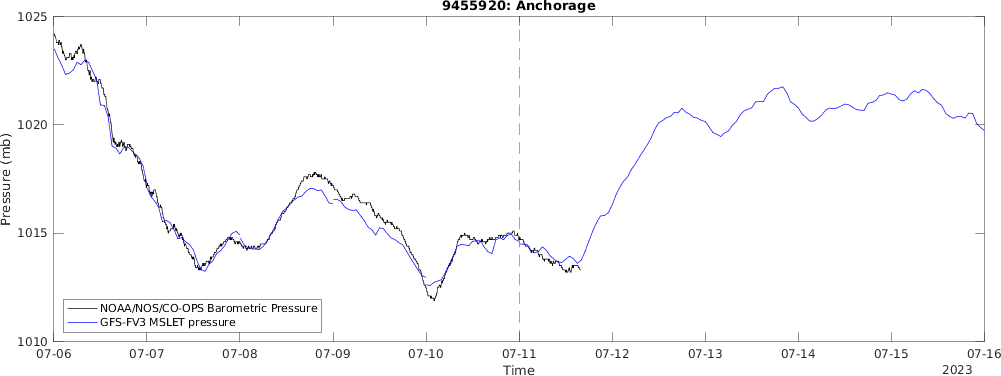 9455920: Anchorage
1025
1020
1015
1010
Pressure (mb)
NOAA/NOS/CO-OPS Barometric Pressure
GFS-FV3 MSLET pressure
07-06 07-07 07-08 07-09 07-10 07-11 07-12 07-13 07-14 07-15 07-16
Time
2023